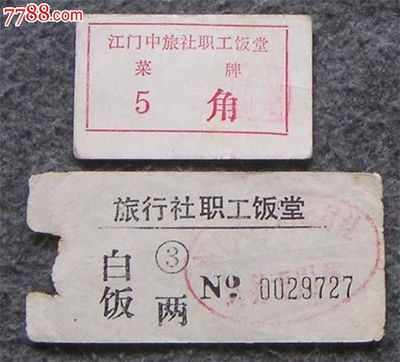 7788.com
江门中旅社职工饭堂
菜 牌
5 角
旅行社职工饭堂
白饭 ③两 № 0029727